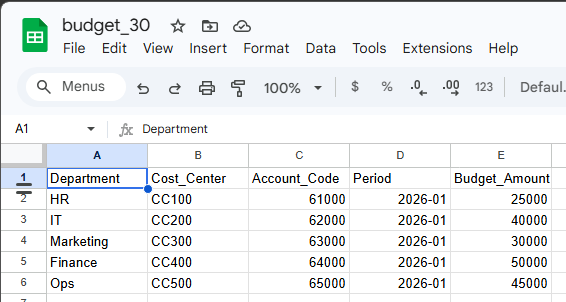 budget_30
File Edit View Insert Format Data Tools Extensions Help
Menus 100% $ % .0 .00 123 Defaul..
A1 fx Department
A B C D E
1 Department Cost_Center Account_Code Period Budget_Amount
2 HR CC100 61000 2026-01 25000
3 IT CC200 62000 2026-01 40000
4 Marketing CC300 63000 2026-01 30000
5 Finance CC400 64000 2026-01 50000
6 Ops CC500 65000 2026-01 45000